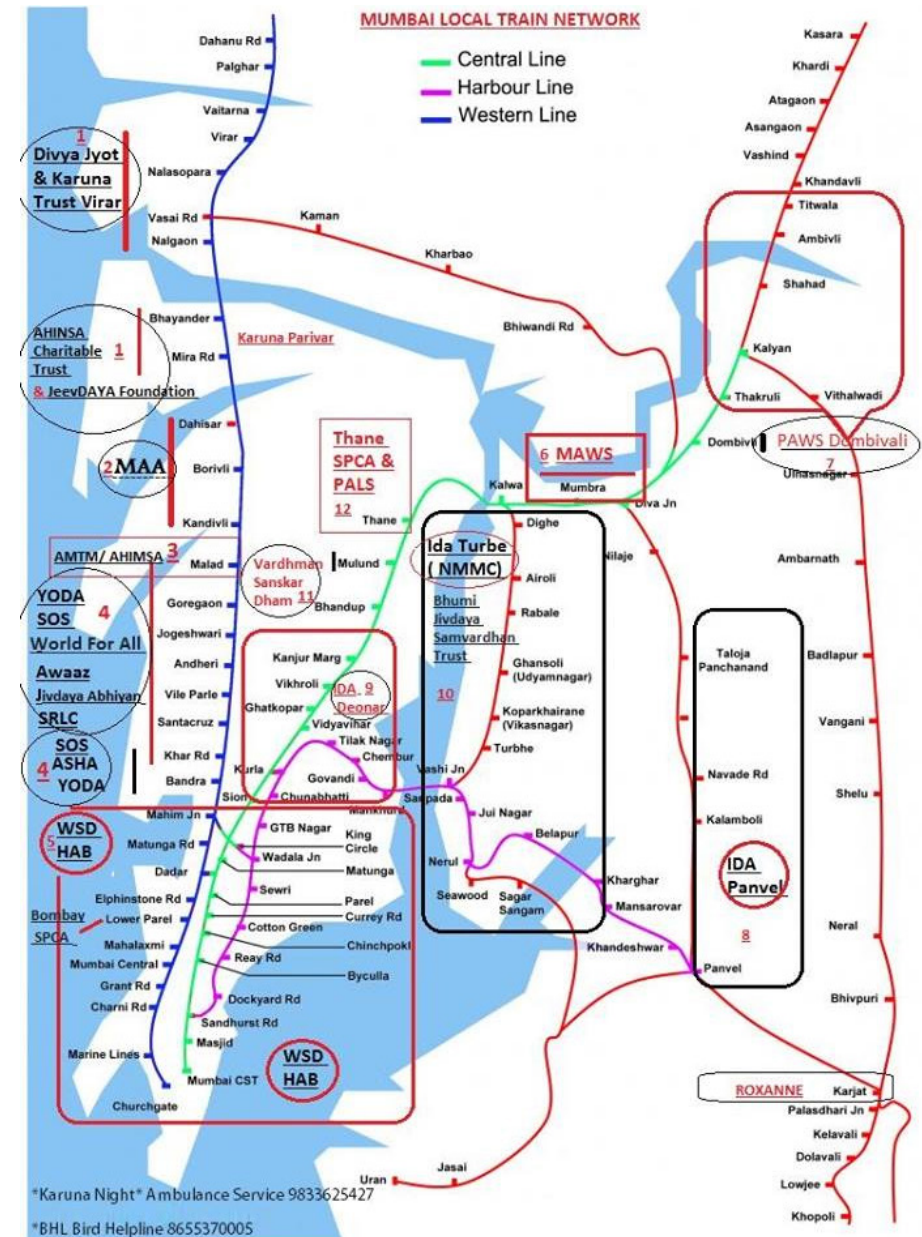 MUMBAI LOCAL TRAIN NETWORK
Central Line
Harbour Line
Western Line
Dahanu Rd
Palghar
Vaitarna
Virar
Nalasopara
Vasai Rd
Nalgaon
Bhayander
Mira Rd
Dahisar
Borivli
Kandivli
Malad
Goregaon
Jogeshwari
Andheri
Vile Parle
Santacruz
Khar Rd
Bandra
Mahim Jn
Matunga Rd
Dadar
Elphinstone Rd
Lower Parel
Mahalaxmi
Mumbai Central
Grant Rd
Charni Rd
Marine Lines
Churchgate
1
Divya Jyot
& Karuna
Trust Virar
AHINSA
Charitable 1
Trust
& JeevDAYA Foundation
Karuna Parivar
2 MAA
AMTM/ AHIMSA 3
YODA 4
SOS
World For All
Awaaz
Jivdaya Abhiyan
SRLC
SOS
4 ASHA
YODA
5 WSD
HAB
Bombay
SPCA
WSD
HAB
Kaman
Kharbao
Bhiwandi Rd
Kasara
Khardi
Atagaon
Asangaon
Vashind
Khandavli
Titwala
Ambivli
Shahad
Kalyan
Thakruli
Vithalwadi
Dombivli
PAWS Dombivali
7
Ulhasnagar
Ambarnath
Badlapur
Vangani
Shelu
Neral
Bhivpuri
ROXANNE
Karjat
Palasdhari Jn
Kelavali
Dolavali
Lowjee
Khopoli
Thane
SPCA &
PALS
12
Thane
6 MAWS
Mumbra
Kalwa
Diva Jn
Mulund
Bhandup
Vardhman
Sanskar
Dham 11
Kanjur Marg
Vikhroli
Ghatkopar
Vidyavihar
IDA 9
Deonar
Kurla
Sion
Tilak Nagar
Chembur
Govandi
Chunabhatti
Mankhurd
GTB Nagar
King
Circle
Wadala Jn
Matunga
Sewri
Parel
Currey Rd
Cotton Green
Chinchpokl
Reay Rd
Byculla
Dockyard Rd
Sandhurst Rd
Masjid
Mumbai CST
Ida Turbe
( NMMC)
Bhumi
Jivdaya
Samvardhan
Trust
10
Dighe
Airoli
Rabale
Ghansoli
(Udyamnagar)
Koparkhairane
(Vikasnagar)
Turbhe
Vashi Jn
Sanpada
Jui Nagar
Belapur
Nerul
Seawood
Sagar
Sangam
Kharghar
Mansarovar
Khandeshwar
Panvel
Nilaje
Taloja
Panchanand
Navade Rd
Kalamboli
IDA
Panvel
8
Uran
Jasai
*Karuna Night* Ambulance Service 9833625427
*BHL Bird Helpline 8655370005